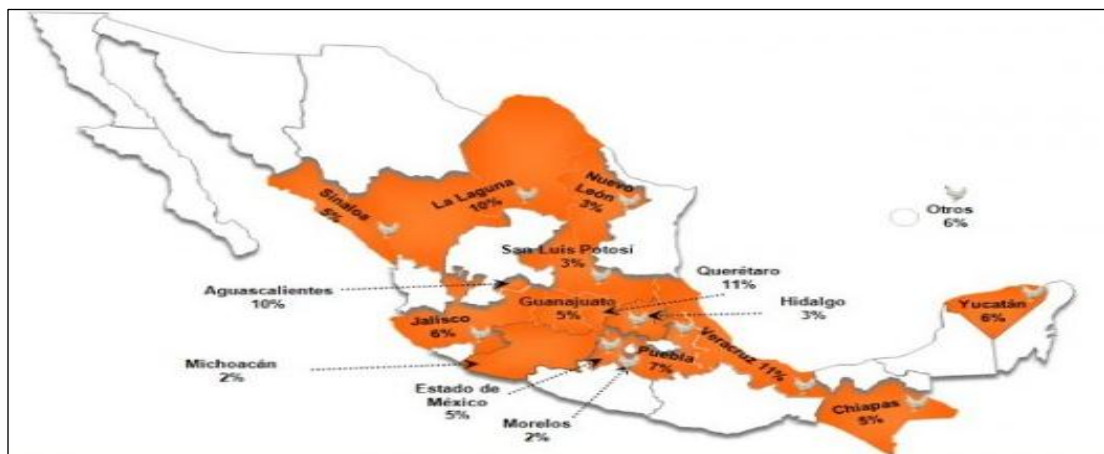 Sinaloa
5%
La Laguna
10%
Nuevo
León
3%
Otros
6%
San Luis Potosí
3%
Aguascalientes
10%
Querétaro
11%
Guanajuato
5%
Hidalgo
3%
Yucatán
6%
Jalisco
6%
Michoacán
2%
Puebla
7%
Veracruz 11%
Estado de
México
5%
Morelos
2%
Chiapas
5%